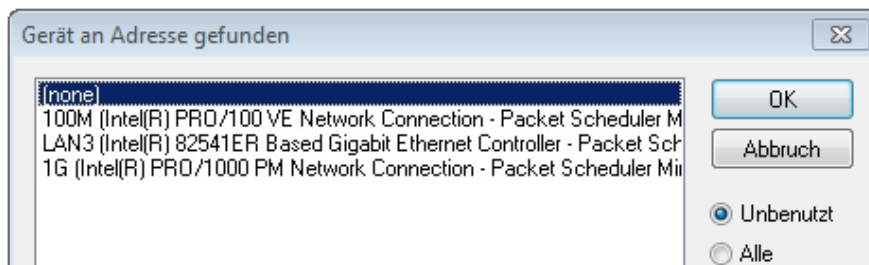 Gerät an Adresse gefunden
(none)
100M (Intel(R) PRO/100 VE Network Connection - Packet Scheduler M
LAN3 (Intel(R) 82541ER Based Gigabit Ethernet Controller - Packet Sch
1G (Intel(R) PRO/1000 PM Network Connection - Packet Scheduler Mi
OK
Abbruch
Unbenutzt
Alle